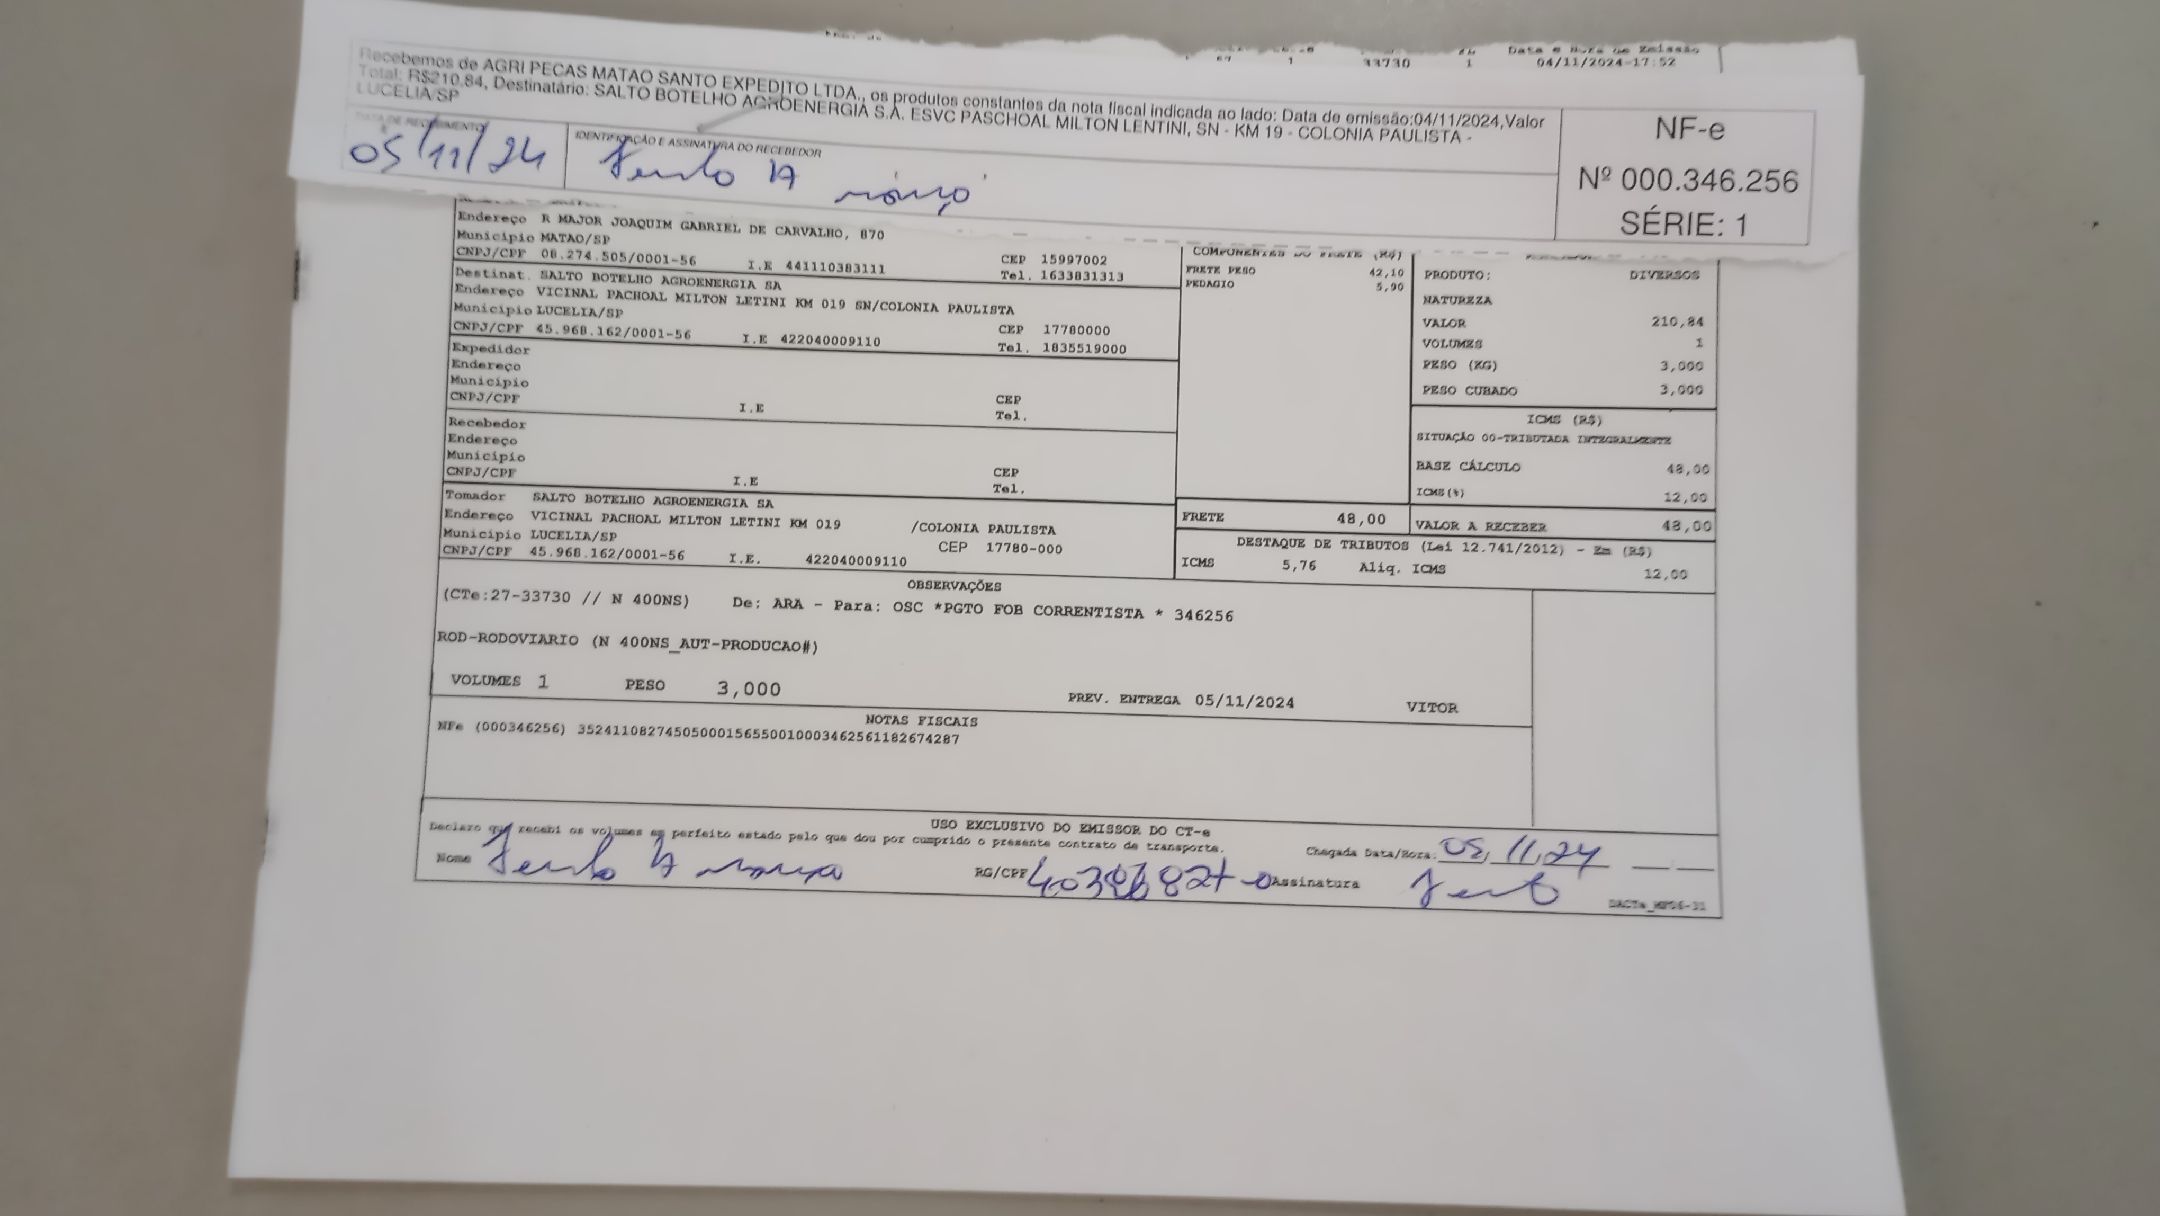 Data e Hora de Emissão
1 33730 1 04/11/2024-17:52
Recebemos de AGRI PECAS MATAO SANTO EXPEDITO LTDA., os produtos constantes da nota fiscal indicada ao lado: Data de emissão:04/11/2024,Valor
Total: R$210.84, Destinatário: SALTO BOTELHO AGROENERGIA S.A. ESVC PASCHOAL MILTON LENTINI, SN - KM 19 - COLONIA PAULISTA -
LUCELIA/SP
DATA DE RECEBIMENTO
IDENTIFICAÇÃO E ASSINATURA DO RECEBEDOR
05/11/24
NF-e
Nº 000.346.256
SÉRIE: 1
Endereço R MAJOR JOAQUIM GABRIEL DE CARVALHO, 870
Município MATAO/SP
CNPJ/CPF 08.274.505/0001-56 I.E 441110383111
CEP 15997002
Tel. 1633831313
Destinat. SALTO BOTELHO AGROENERGIA SA
Endereço VICINAL PACHOAL MILTON LETINI KM 019 SN/COLONIA PAULISTA
Município LUCELIA/SP
CNPJ/CPF 45.968.162/0001-56 I.E 422040009110
CEP 17780000
Tel. 1835519000
Expedidor
Endereço
Município
CNPJ/CPF I.E
CEP
Tel.
Recebedor
Endereço
Município
CNPJ/CPF I.E
CEP
Tel.
Tomador SALTO BOTELHO AGROENERGIA SA
Endereço VICINAL PACHOAL MILTON LETINI KM 019 /COLONIA PAULISTA
Município LUCELIA/SP CEP 17780-000
CNPJ/CPF 45.968.162/0001-56 I.E. 422040009110
COMPONENTES DO FRETE (R$)
FRETE PESO 42,10
PEDAGIO 5,90
PRODUTO: DIVERSOS
NATUREZA
VALOR 210,84
VOLUMES 1
PESO (KG) 3,000
PESO CUBADO 3,000
ICMS (R$)
SITUAÇÃO 00-TRIBUTADA INTEGRALMENTE
BASE CÁLCULO 48,00
ICMS(%) 12,00
FRETE 48,00
VALOR A RECEBER 48,00
DESTAQUE DE TRIBUTOS (Lei 12.741/2012) - Em (R$)
ICMS 5,76 Aliq. ICMS 12,00
OBSERVAÇÕES
(CTe:27-33730 // N 400NS) De: ARA - Para: OSC *PGTO FOB CORRENTISTA * 346256
ROD-RODOVIARIO (N 400NS_AUT-PRODUCAO#)
VOLUMES 1 PESO 3,000 PREV. ENTREGA 05/11/2024 VITOR
NOTAS FISCAIS
NFe (000346256) 35241108274505000156550010003462561182674287
USO EXCLUSIVO DO EMISSOR DO CT-e
Declaro que recebi os volumes em perfeito estado pelo que dou por cumprido o presente contrato de transporte.
Chegada Data/Hora: 05,11,24
Nome
RG/CPF
Assinatura